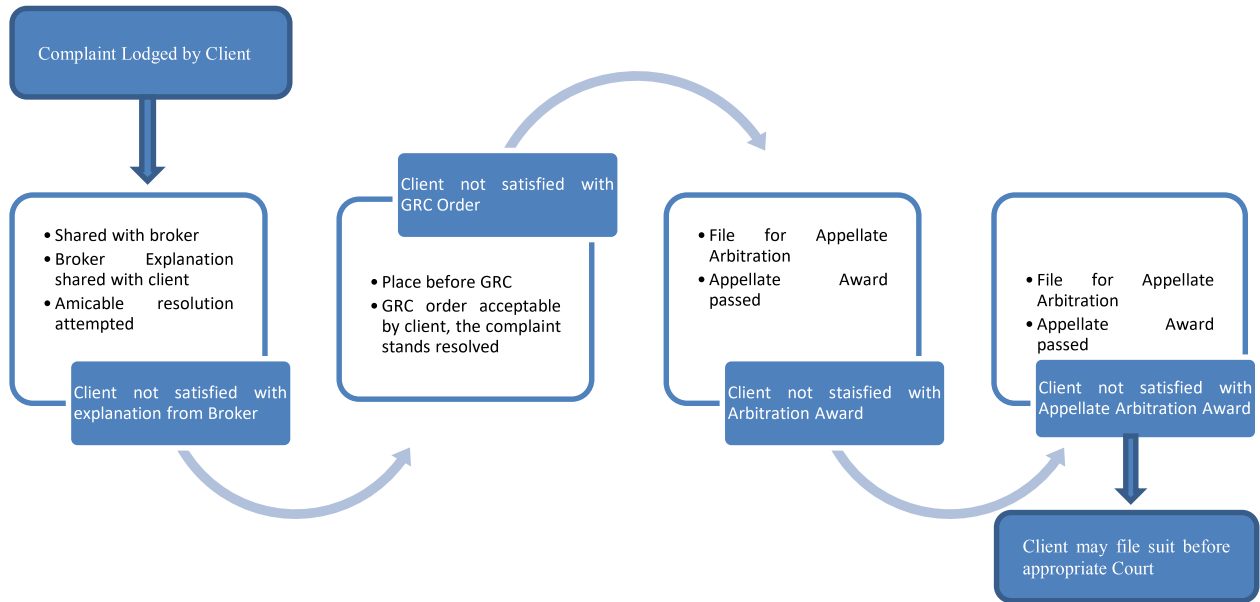 Complaint Lodged by Client
• Shared with broker
• Broker Explanation
shared with client
• Amicable resolution
attempted
Client not satisfied with
explanation from Broker
Client not satisfied with
GRC Order
• Place before GRC
• GRC order acceptable
by client, the complaint
stands resolved
• File for Appellate
Arbitration
• Appellate Award
passed
Client not staisfied with
Arbitration Award
• File for Appellate
Arbitration
• Appellate Award
passed
Client not satisfied with
Appellate Arbitration Award
Client may file suit before
appropriate Court